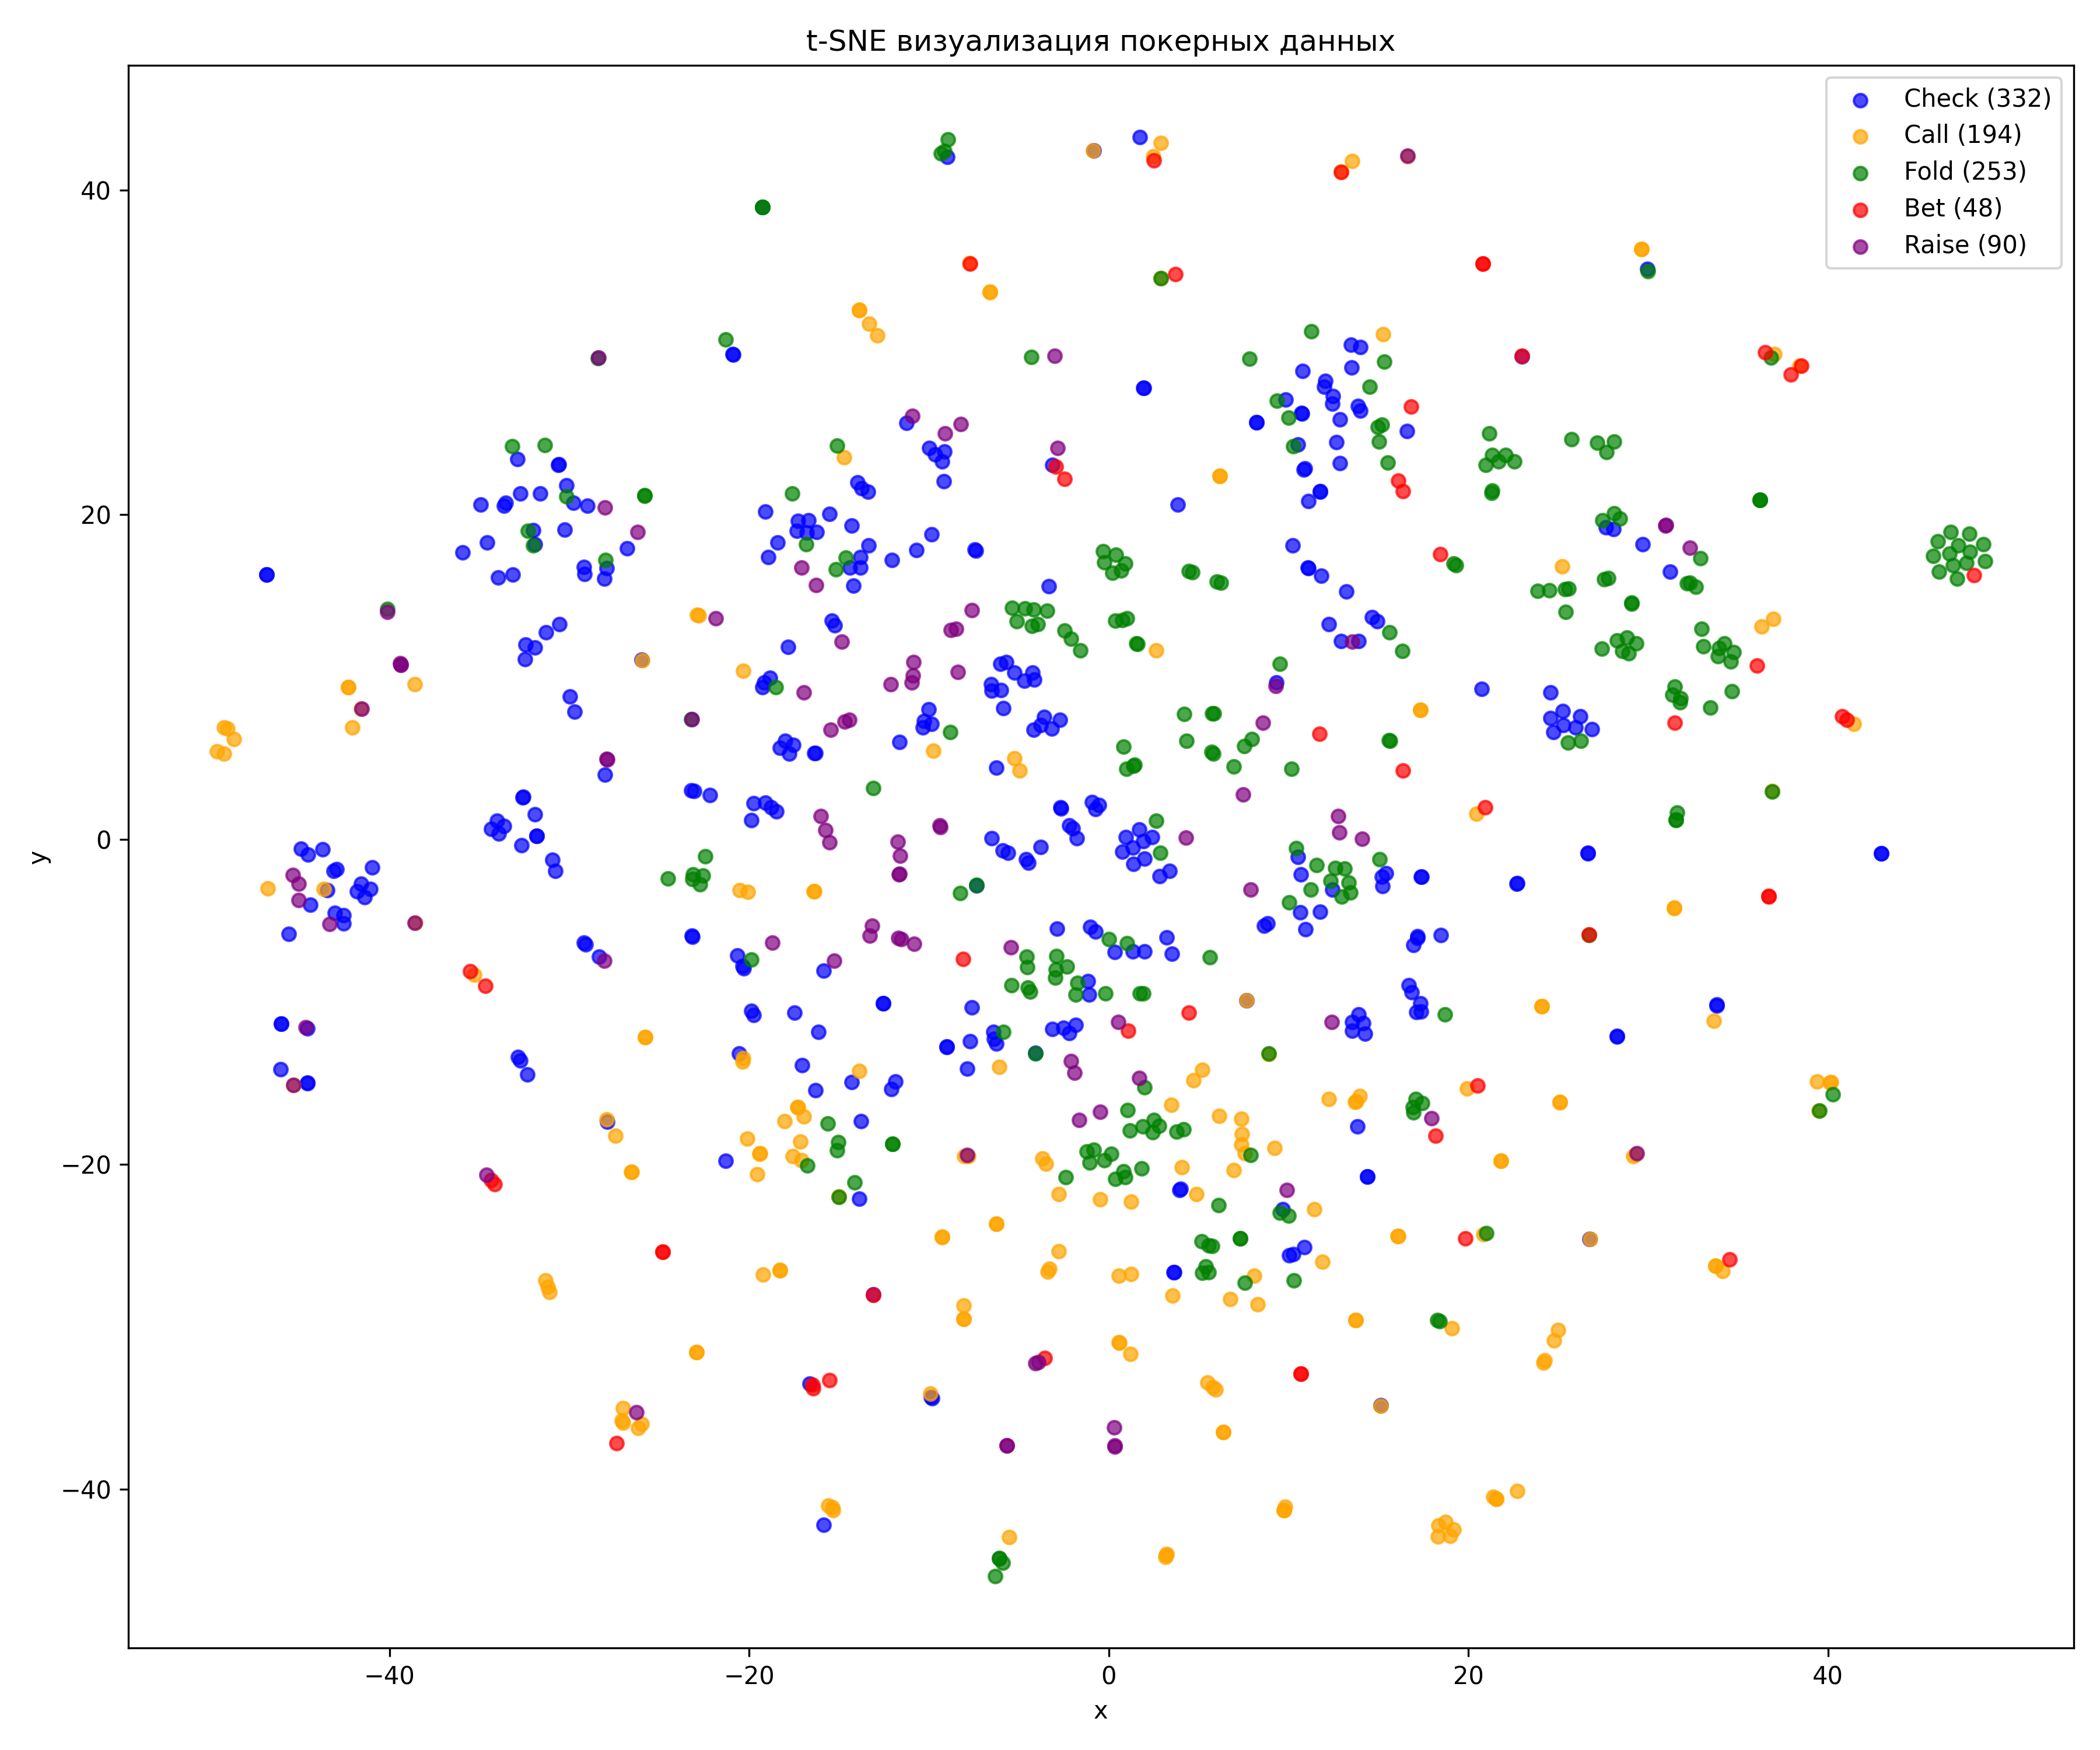 t-SNE визуализация покерных данных
Check (332)
Call (194)
Fold (253)
Bet (48)
Raise (90)
40
20
0
−20
−40
y
−40
−20
0
20
40
x